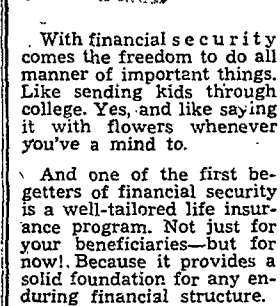 With financial security
comes the freedom to do all
manner of important things.
Like sending kids through
college. Yes, and like saying
it with flowers whenever
you've a mind to.
And one of the first be-
getters of financial security
is a well-tailored life insur-
ance program. Not just for
your beneficiaries—but for
now! Because it provides a
solid foundation for any en-
during financial structure.